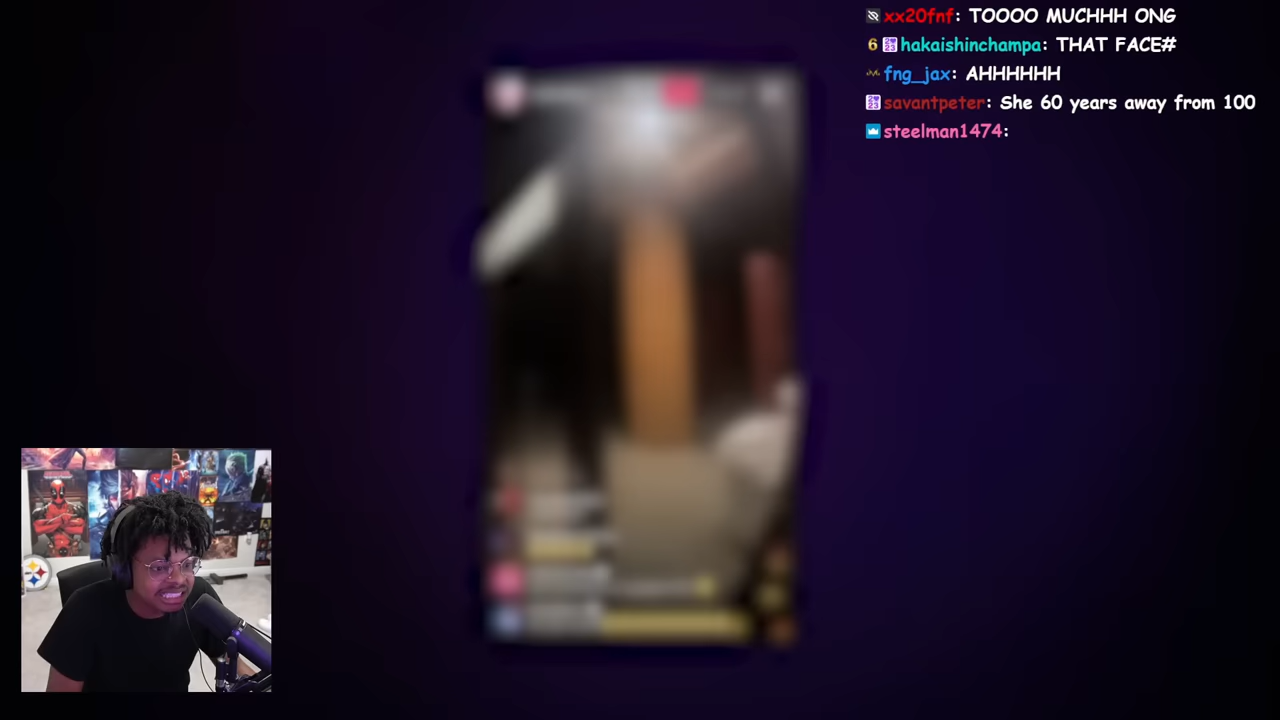 xx20fnf: TOOOO MUCHHH ONG
6 hakaishinchampa: THAT FACE#
fng_jax: AHHHHHH
savantpeter: She 60 years away from 100
steelman1474: